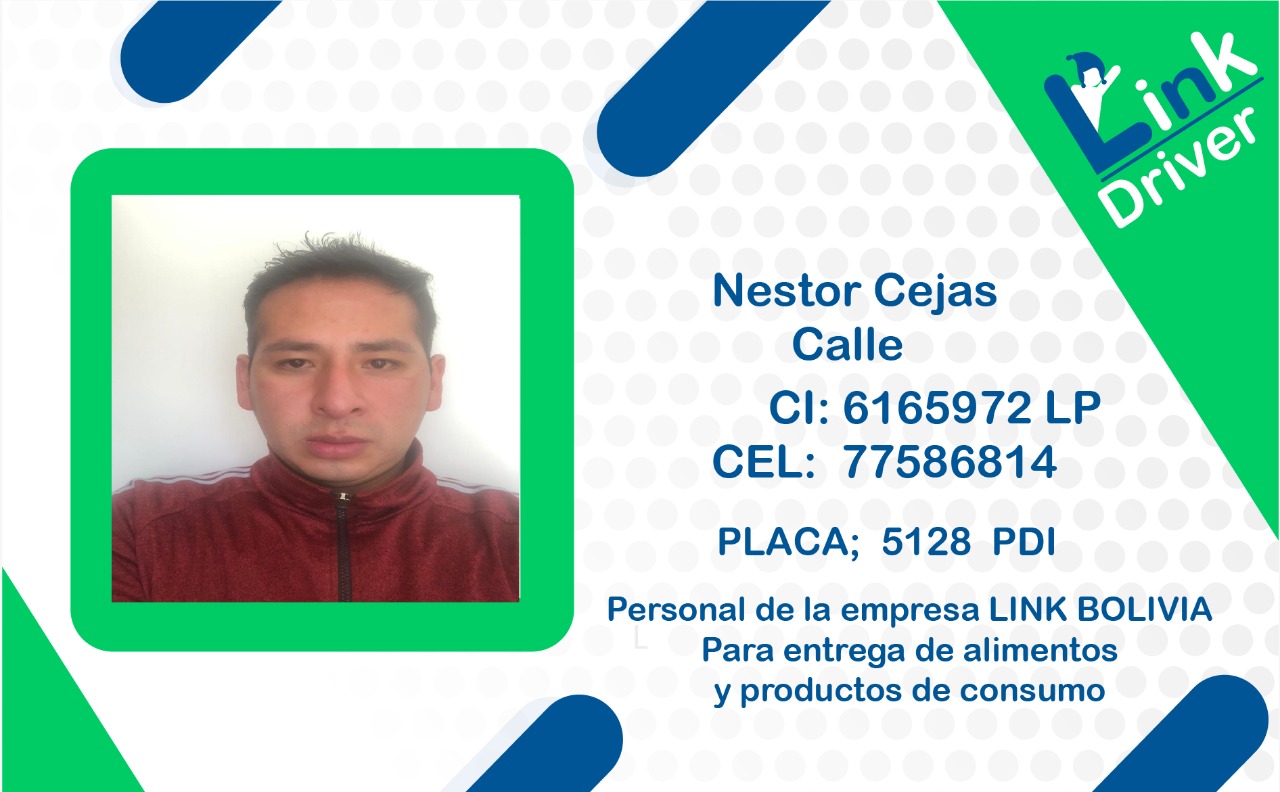 Link
Driver
Nestor Cejas
Calle
CI: 6165972 LP
CEL: 77586814
PLACA; 5128 PDI
Personal de la empresa LINK BOLIVIA
L
Para entrega de alimentos
y productos de consumo